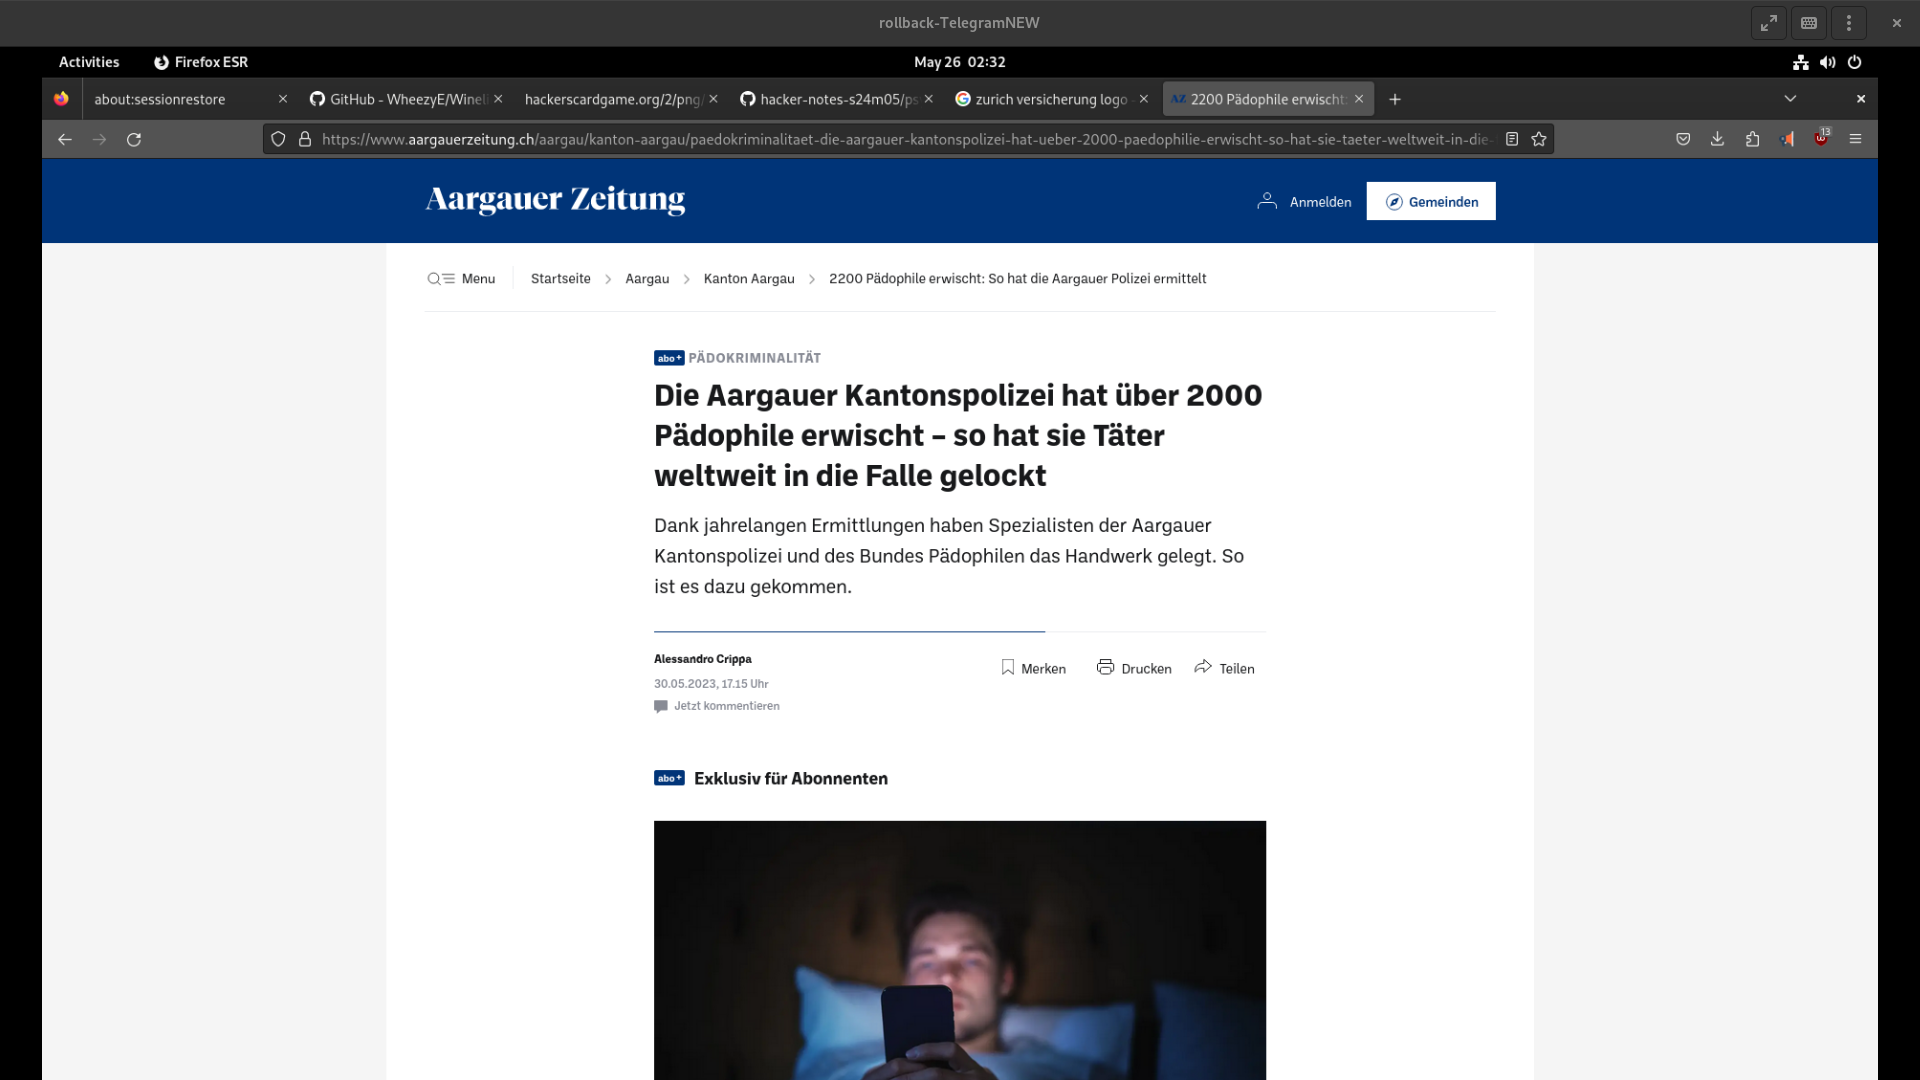 rollback-TelegramNEW
Activities
Firefox ESR
May 26 02:32
about:sessionrestore
GitHub - WheezyE/Wineli
hackerscardgame.org/2/png/
hacker-notes-s24m05/ps
zurich versicherung logo -
AZ 2200 Pädophile erwischt:
https://www.aargauerzeitung.ch/aargau/kanton-aargau/paedokriminalitaet-die-aargauer-kantonspolizei-hat-ueber-2000-paedophilie-erwischt-so-hat-sie-taeter-weltweit-in-die-
13
Aargauer Zeitung
Anmelden
Gemeinden
Menu
Startseite
Aargau
Kanton Aargau
2200 Pädophile erwischt: So hat die Aargauer Polizei ermittelt
abo+ PÄDOKRIMINALITÄT
Die Aargauer Kantonspolizei hat über 2000
Pädophile erwischt – so hat sie Täter
weltweit in die Falle gelockt
Dank jahrelangen Ermittlungen haben Spezialisten der Aargauer
Kantonspolizei und des Bundes Pädophilen das Handwerk gelegt. So
ist es dazu gekommen.
Alessandro Crippa
30.05.2023, 17.15 Uhr
Jetzt kommentieren
Merken
Drucken
Teilen
abo+ Exklusiv für Abonnenten